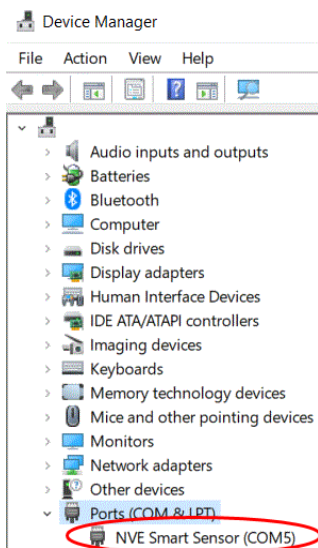 Device Manager
File Action View Help
Audio inputs and outputs
Batteries
Bluetooth
Computer
Disk drives
Display adapters
Human Interface Devices
IDE ATA/ATAPI controllers
Imaging devices
Keyboards
Memory technology devices
Mice and other pointing devices
Monitors
Network adapters
Other devices
Ports (COM & LPT)
NVE Smart Sensor (COM5)